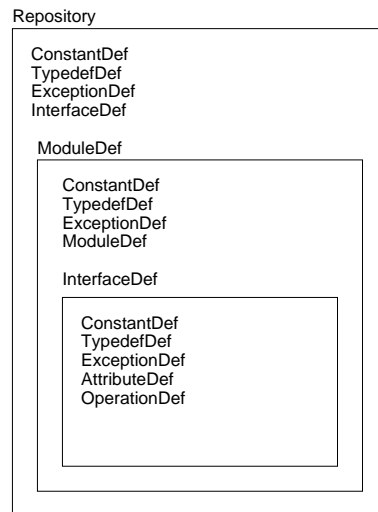 Repository
ConstantDef
TypedefDef
ExceptionDef
InterfaceDef
ModuleDef
ConstantDef
TypedefDef
ExceptionDef
ModuleDef
InterfaceDef
ConstantDef
TypedefDef
ExceptionDef
AttributeDef
OperationDef